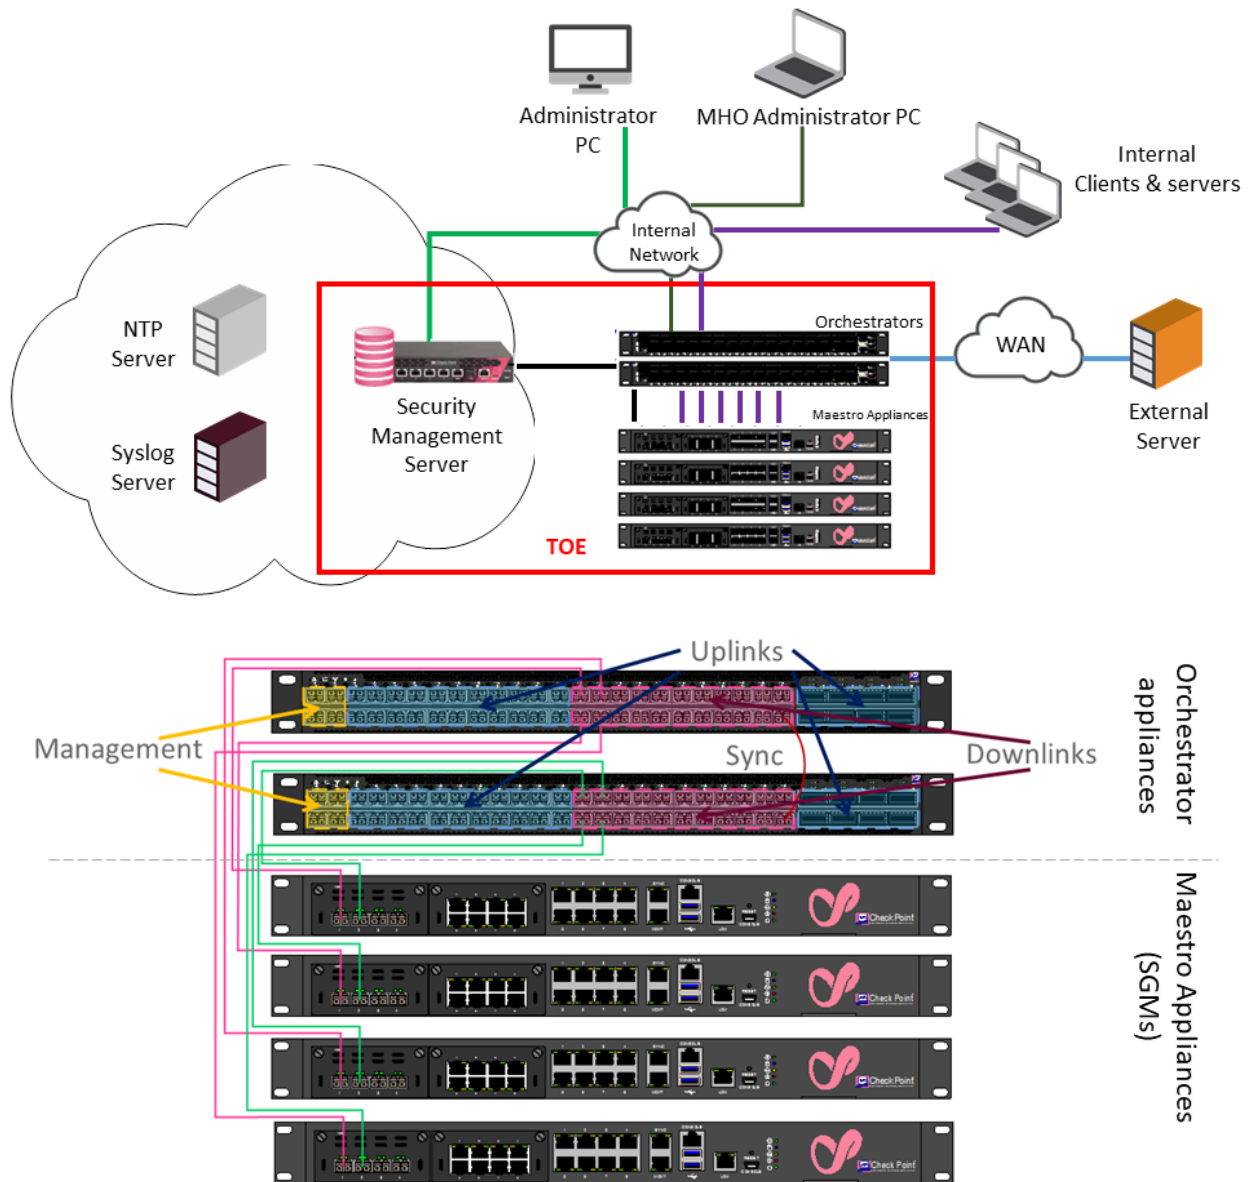 Administrator
PC
MHO Administrator PC
Internal
Clients & servers
Internal
Network
NTP
Server
Syslog
Server
Security
Management
Server
Orchestrators
Maestro Appliances
WAN
External
Server
TOE
Uplinks
Management
Sync
Downlinks
Orchestrator
appliances
Maestro Appliances
(SGMs)
Check Point
Check Point
Check Point
Check Point